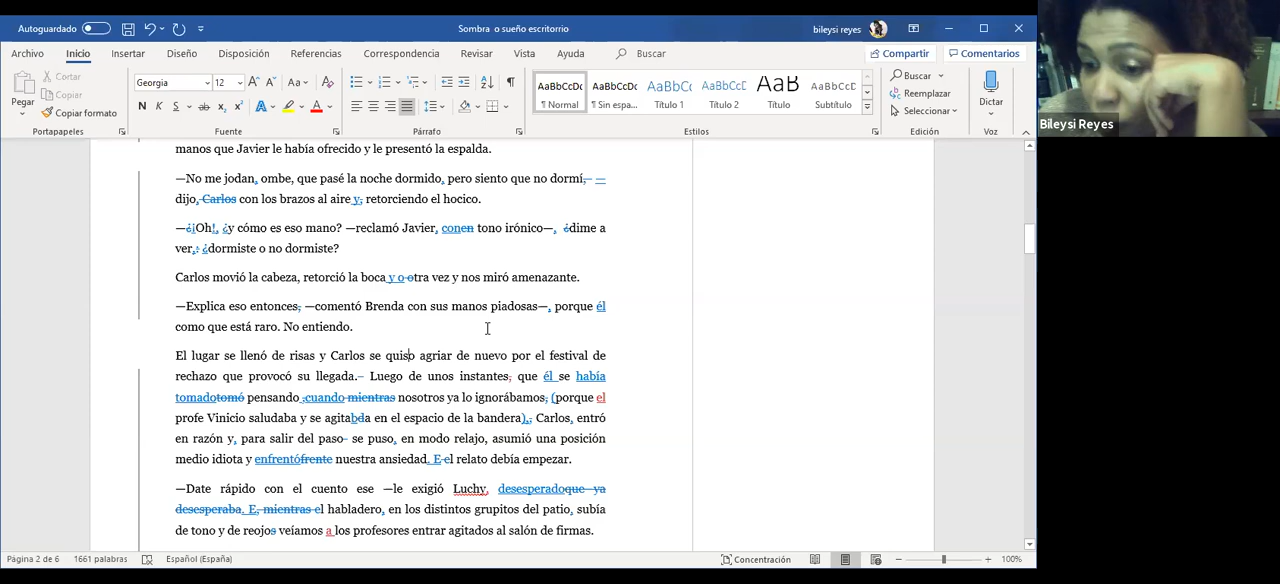 Autoguardado
Sombra o sueño escritorrio
bileysi reyes
Archivo Inicio Insertar Diseño Disposición Referencias Correspondencia Revisar Vista Ayuda Buscar Compartir Comentarios
Pegar
Cortar
Copiar
Copiar formato
Portapapeles
Georgia 12
N K S ab x₂ x² A A
Fuente
Párrafo
AaBbCcDc AaBbCcDc AaBbC AaBbCcD AaB AaBbCcD
¶ Normal ¶ Sin espa... Título 1 Título 2 Título Subtítulo
Estilos
Buscar
Reemplazar
Seleccionar
Edición
Dictar
Voz
Bileysi Reyes
manos que Javier le había ofrecido y le presentó la espalda.
—No me jodan, ombe, que pasé la noche dormido, pero siento que no dormí,— —
dijo, Carlos con los brazos al aire y, retorciendo el hocico.
—¿¡Oh!, ¿y cómo es eso mano? —reclamó Javier, conen tono irónico—, ¿dime a
ver,: ¿dormiste o no dormiste?
Carlos movió la cabeza, retorció la boca y o otra vez y nos miró amenazante.
—Explica eso entonces, —comentó Brenda con sus manos piadosas—, porque él
como que está raro. No entiendo.
El lugar se llenó de risas y Carlos se quiso agriar de nuevo por el festival de
rechazo que provocó su llegada. Luego de unos instantes, que él se había
tomadotomó pensando ,cuando mientras nosotros ya lo ignorábamos, (porque el
profe Vinicio saludaba y se agitabda en el espacio de la bandera),, Carlos, entró
en razón y, para salir del paso- se puso, en modo relajo, asumió una posición
medio idiota y enfrentófrente nuestra ansiedad. E el relato debía empezar.
—Date rápido con el cuento ese —le exigió Luchy, desesperadoque ya
desesperaba. E, mientras el habladero, en los distintos grupitos del patio, subía
de tono y de reojos veíamos a los profesores entrar agitados al salón de firmas.
Página 2 de 6 1661 palabras Español (España) Concentración 100%